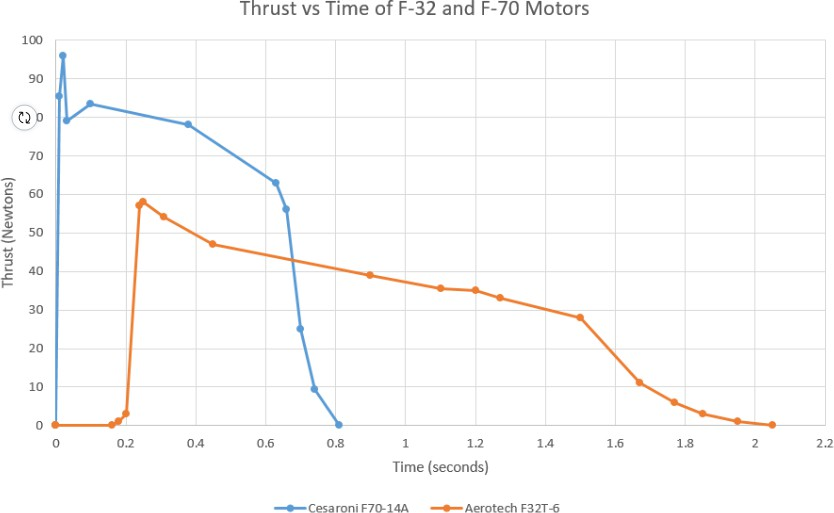 Thrust vs Time of F-32 and F-70 Motors
100
90
0
70
60
50
40
30
20
10
0
Thrust (Newtons)
0 0.2 0.4 0.6 0.8 1 1.2 1.4 1.6 1.8 2 2.2
Time (seconds)
Cesaroni F70-14A Aerotech F32T-6